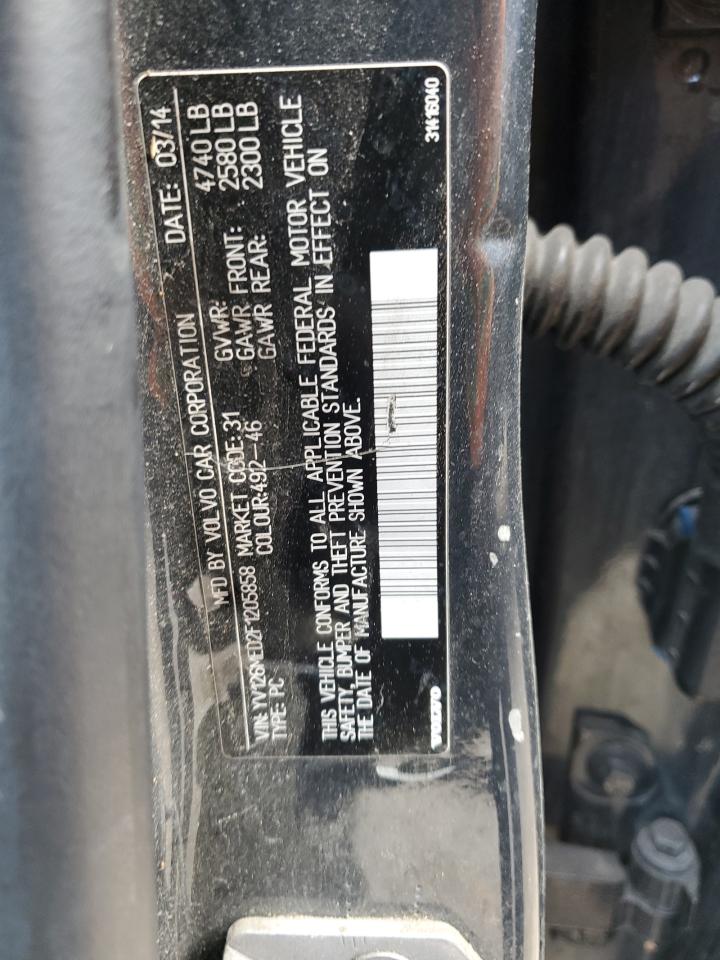 MFD BY VOLVO CAR CORPORATION DATE: 03/14
VIN: YV126NED2F1205858 MARKET CODE: 31 GVWR: 4740 LB
TYPE: PC COLOUR:492-46 GAWR FRONT: 2580 LB
GAWR REAR: 2300 LB
THIS VEHICLE CONFORMS TO ALL APPLICABLE FEDERAL MOTOR VEHICLE
SAFETY, BUMPER AND THEFT PREVENTION STANDARDS IN EFFECT ON
THE DATE OF MANUFACTURE SHOWN ABOVE.
VOLVO 31416040